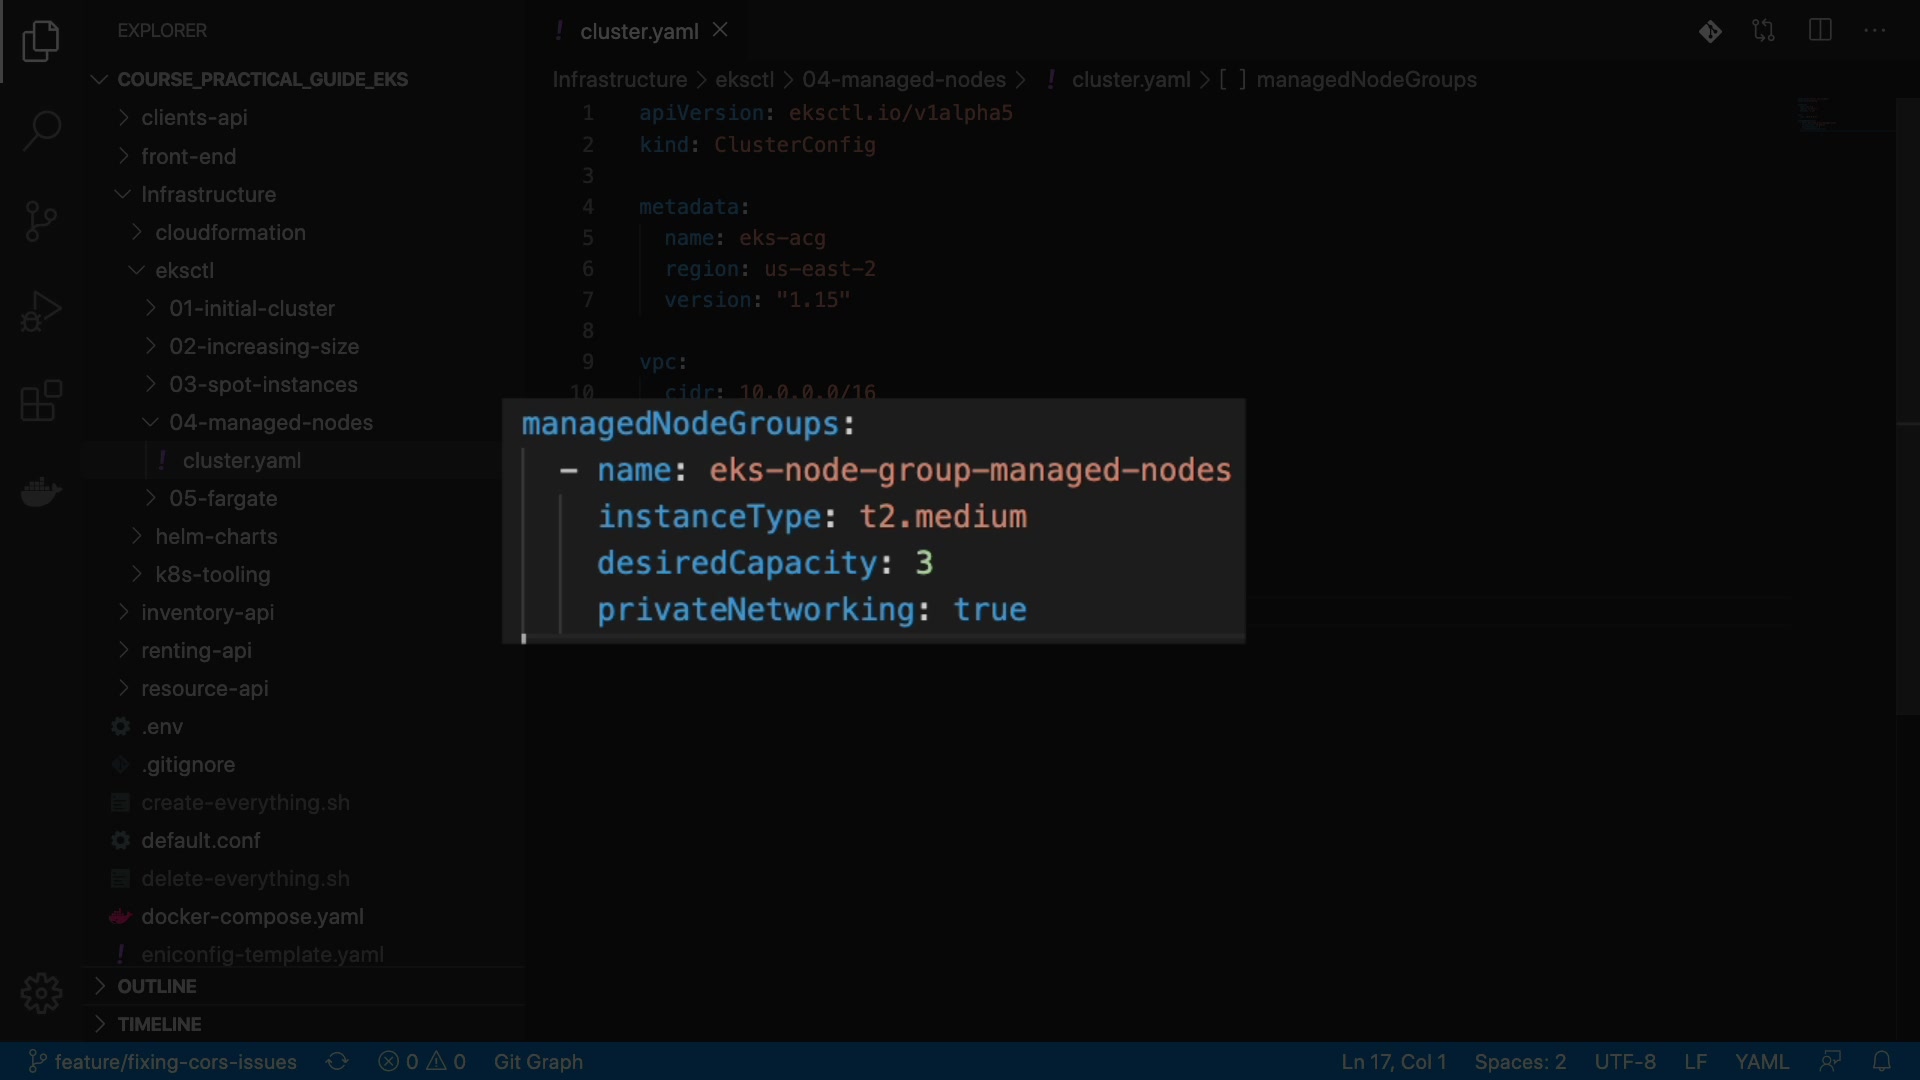 EXPLORER
COURSE_PRACTICAL_GUIDE_EKS
clients-api
front-end
Infrastructure
cloudformation
eksctl
01-initial-cluster
02-increasing-size
03-spot-instances
04-managed-nodes
! cluster.yaml
05-fargate
helm-charts
k8s-tooling
inventory-api
renting-api
resource-api
.env
.gitignore
create-everything.sh
default.conf
delete-everything.sh
docker-compose.yaml
! eniconfig-template.yaml
OUTLINE
TIMELINE
! cluster.yaml
Infrastructure > eksctl > 04-managed-nodes > ! cluster.yaml > [ ] managedNodeGroups
1 apiVersion: eksctl.io/v1alpha5
2 kind: ClusterConfig
3
4 metadata:
5 name: eks-acg
6 region: us-east-2
7 version: "1.15"
8
9 vpc:
10 cidr: 10.0.0.0/16
managedNodeGroups:
- name: eks-node-group-managed-nodes
instanceType: t2.medium
desiredCapacity: 3
privateNetworking: true
feature/fixing-cors-issues 0 0 Git Graph Ln 17, Col 1 Spaces: 2 UTF-8 LF YAML